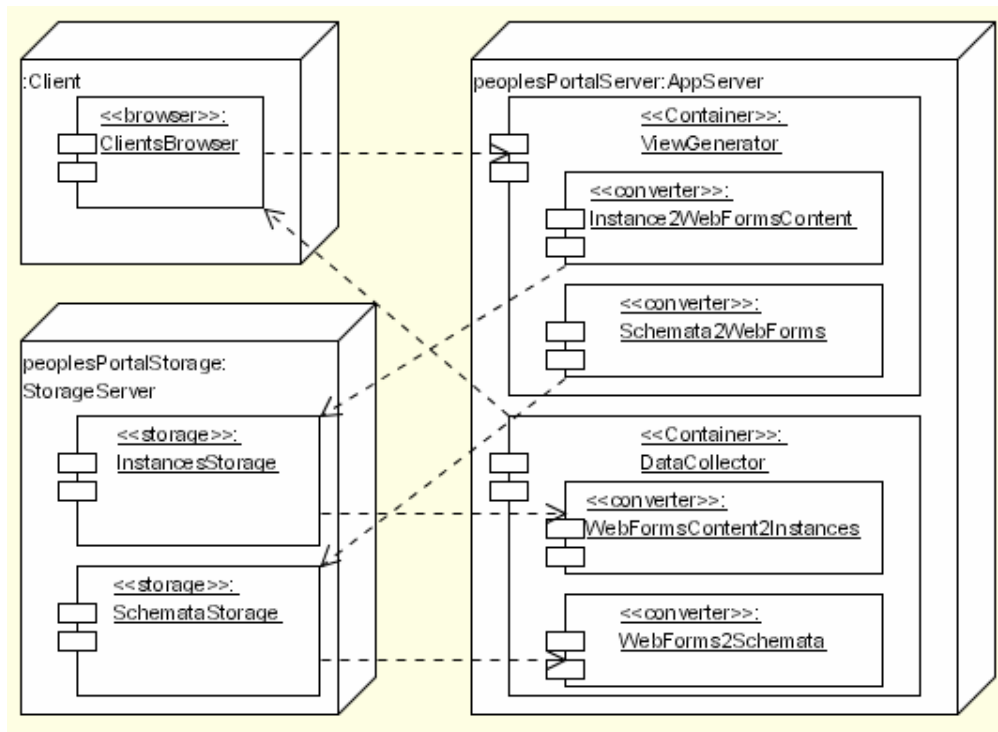 :Client
<<browser>>:
ClientsBrowser
peoplesPortalStorage:
StorageServer
<<storage>>:
InstancesStorage
<<storage>>:
SchemataStorage
peoplesPortalServer:AppServer
<<Container>>:
ViewGenerator
<<converter>>:
Instance2WebFormsContent
<<converter>>:
Schemata2WebForms
<<Container>>:
DataCollector
<<converter>>:
WebFormsContent2Instances
<<converter>>:
WebForms2Schemata